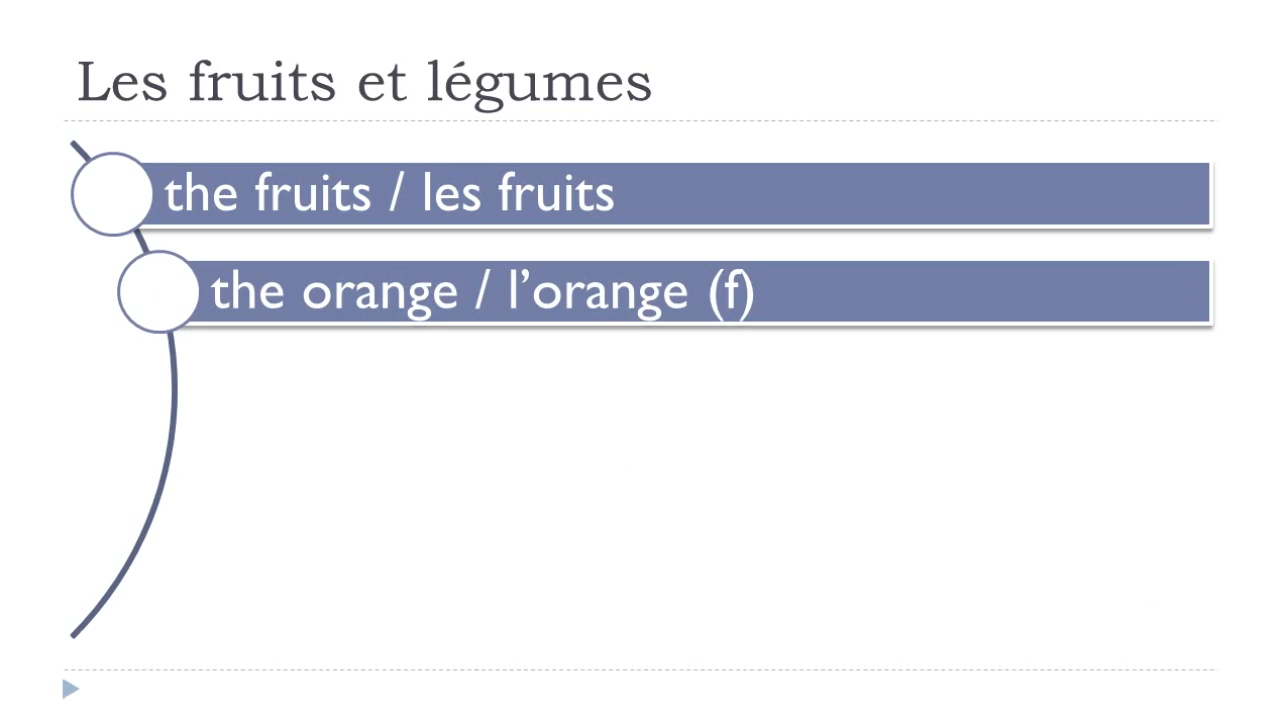 Les fruits et légumes
the fruits / les fruits
the orange / l’orange (f)